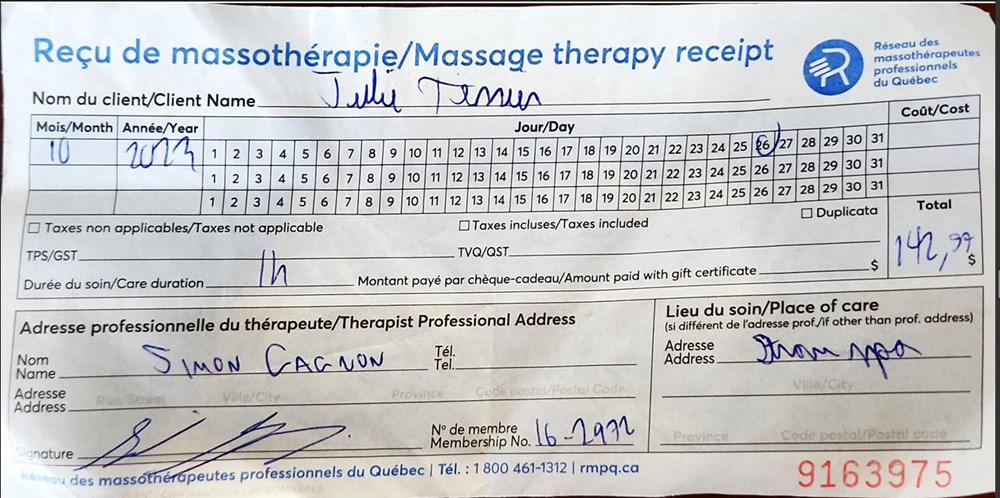 Reçu de massothérapie/Massage therapy receipt
Réseau des
massothérapeutes
professionnels
du Québec
Nom du client/Client Name Julie
Mois/Month Année/Year Jour/Day Coût/Cost
10 2023 1 2 3 4 5 6 7 8 9 10 11 12 13 14 15 16 17 18 19 20 21 22 23 24 25 26 27 28 29 30 31
1 2 3 4 5 6 7 8 9 10 11 12 13 14 15 16 17 18 19 20 21 22 23 24 25 26 27 28 29 30 31
1 2 3 4 5 6 7 8 9 10 11 12 13 14 15 16 17 18 19 20 21 22 23 24 25 26 27 28 29 30 31
Taxes non applicables/Taxes not applicable Taxes incluses/Taxes included Duplicata Total
TPS/GST TVQ/QST 142,99 $
Durée du soin/Care duration 1h Montant payé par chèque-cadeau/Amount paid with gift certificate $
Adresse professionnelle du thérapeute/Therapist Professional Address
Nom
Name SIMON GAGNON
Tél.
Tel.
Adresse
Address Rue/Street Ville/City Province Code postal/Postal Code
Signature
N° de membre
Membership No. 16-2972
Lieu du soin/Place of care
(si différent de l'adresse prof./if other than prof. address)
Adresse
Address Strom spa
Ville/City
Province Code postal/Postal code
Réseau des massothérapeutes professionnels du Québec | Tél. : 1 800 461-1312 | rmpq.ca
9163975